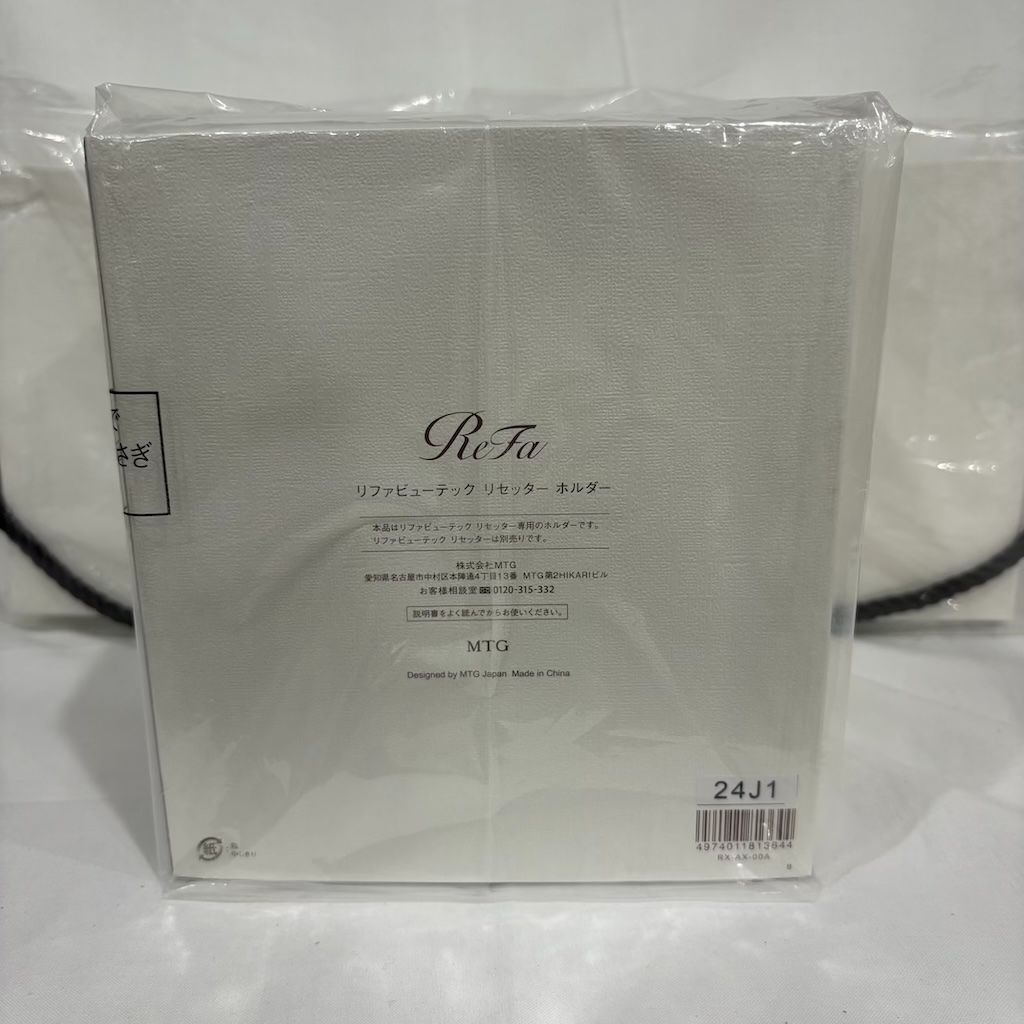 ReFa
リファビューテック リセッター ホルダー
本品はリファビューテック リセッター専用のホルダーです。
リファビューテック リセッターは別売りです。
株式会社MTG
愛知県名古屋市中村区本陣通4丁目13番 MTG第2HIKARIビル
お客様相談室 0120-315-332
説明書をよく読んでからお使いください。
MTG
Designed by MTG Japan Made in China
で
さぎ
24J1
4974011813644
RX-AX-00A
紙